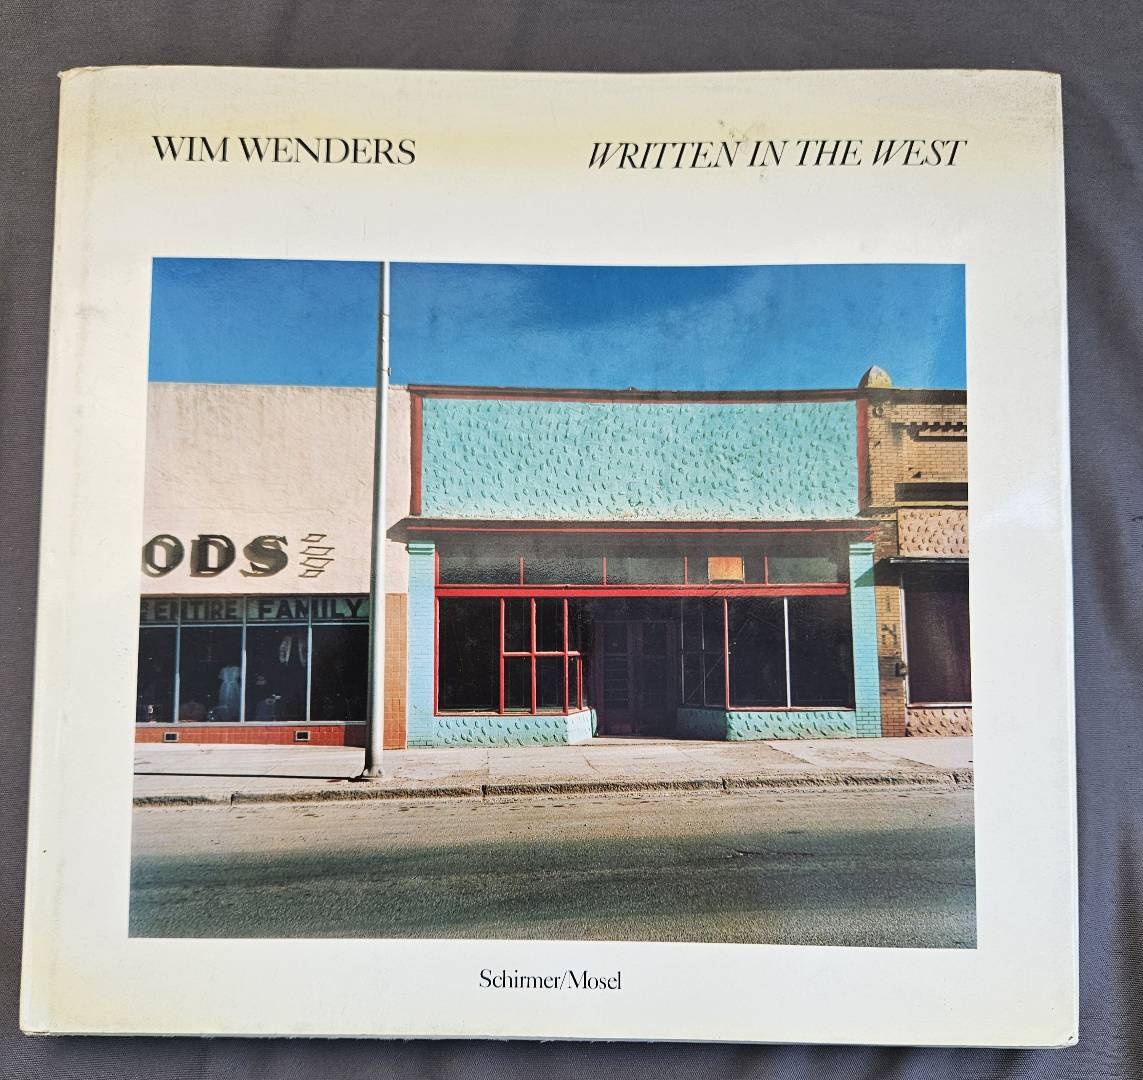 WIM WENDERS
WRITTEN IN THE WEST
ODS
ENTIRE FAMILY
Schirmer/Mosel